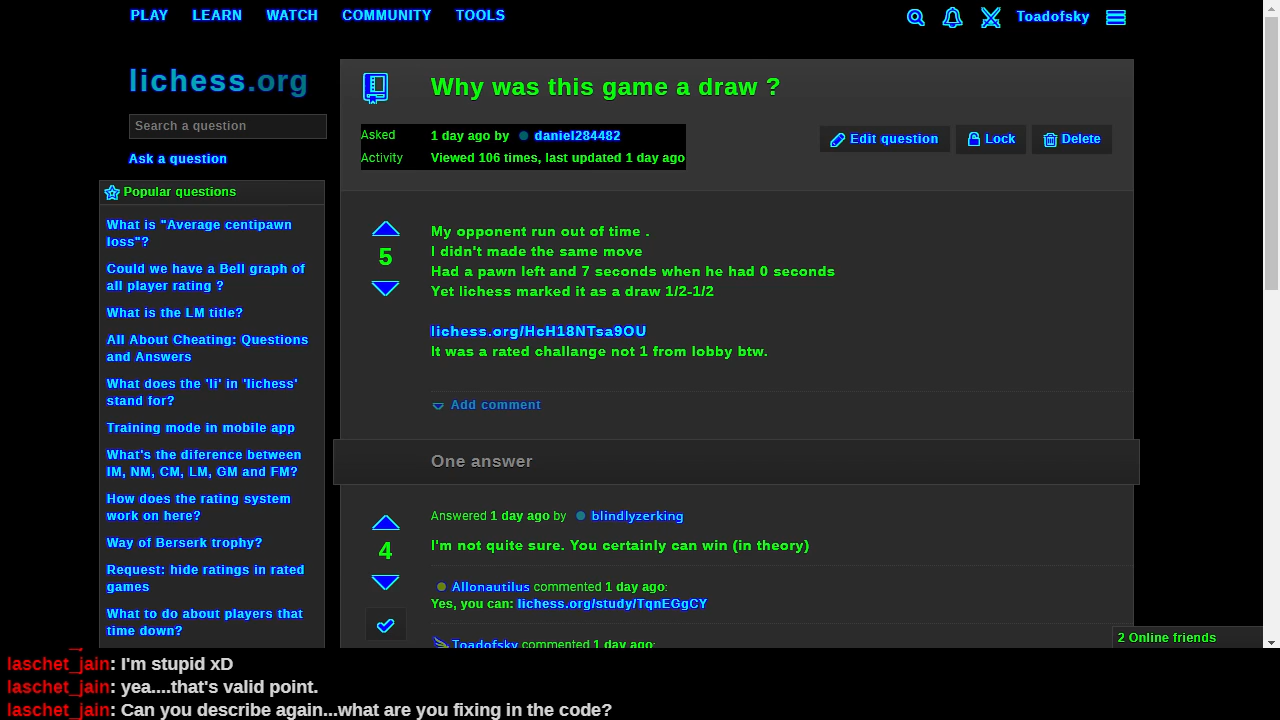 PLAY LEARN WATCH COMMUNITY TOOLS
Toadofsky
lichess.org
Search a question
Ask a question
Popular questions
What is "Average centipawn
loss"?
Could we have a Bell graph of
all player rating ?
What is the LM title?
All About Cheating: Questions
and Answers
What does the 'li' in 'lichess'
stand for?
Training mode in mobile app
What's the diference between
IM, NM, CM, LM, GM and FM?
How does the rating system
work on here?
Way of Berserk trophy?
Request: hide ratings in rated
games
What to do about players that
time down?
Why was this game a draw ?
Asked 1 day ago by daniel284482
Activity Viewed 106 times, last updated 1 day ago
Edit question Lock Delete
5
My opponent run out of time .
I didn't made the same move
Had a pawn left and 7 seconds when he had 0 seconds
Yet lichess marked it as a draw 1/2-1/2
lichess.org/HcH18NTsa9OU
It was a rated challange not 1 from lobby btw.
Add comment
One answer
Answered 1 day ago by blindlyzerking
4
I'm not quite sure. You certainly can win (in theory)
Allonautilus commented 1 day ago:
Yes, you can: lichess.org/study/TqnEGgCY
Toadofsky commented 1 day ago:
2 Online friends
laschet_jain: I'm stupid xD
laschet_jain: yea....that's valid point.
laschet_jain: Can you describe again...what are you fixing in the code?